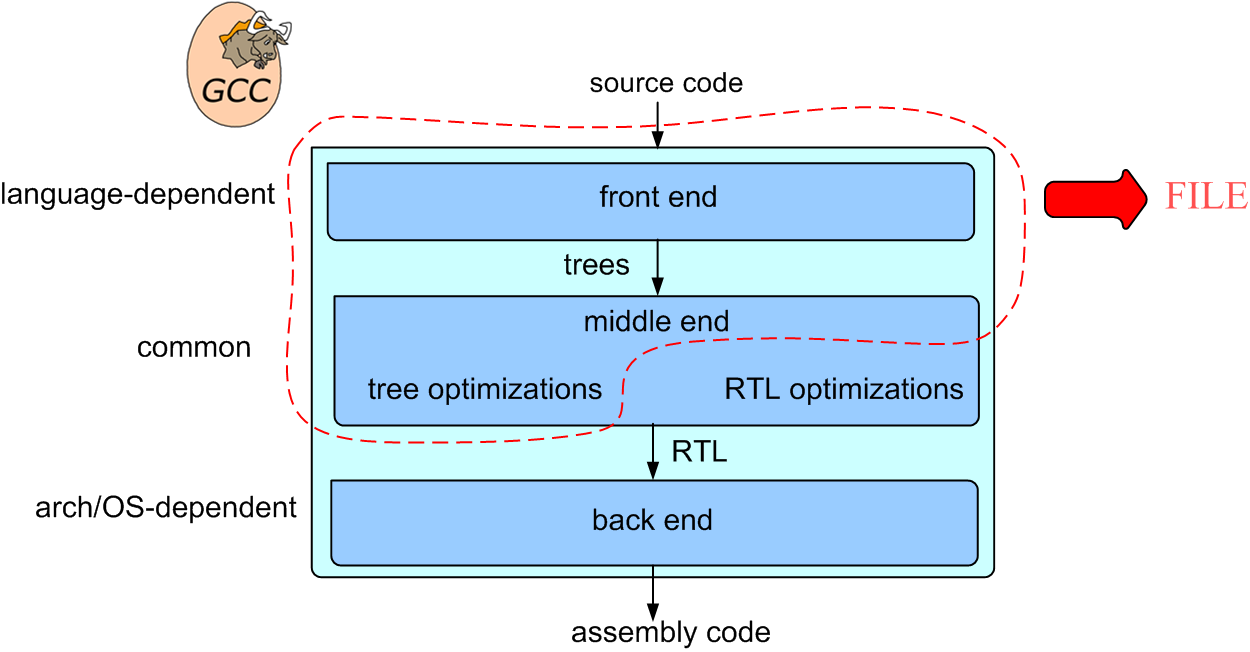 GCC
source code
language-dependent
front end
FILE
trees
middle end
common
tree optimizations
RTL optimizations
RTL
arch/OS-dependent
back end
assembly code